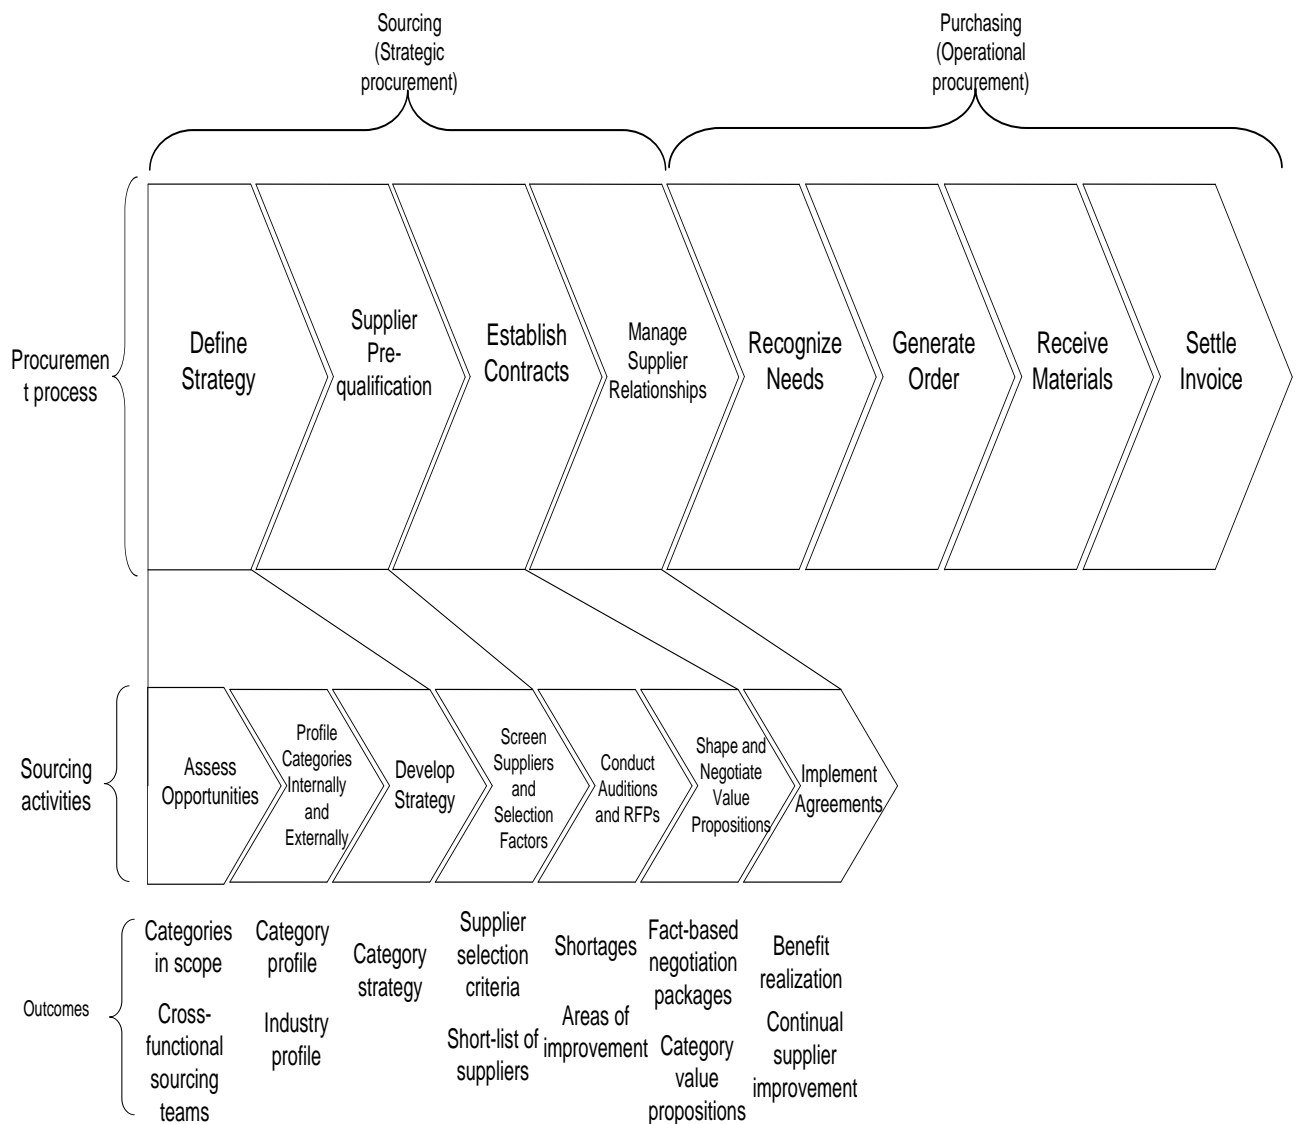 Sourcing
(Strategic
procurement)
Purchasing
(Operational
procurement)
Procuremen
t process
Define
Strategy
Supplier
Pre-
qualification
Establish
Contracts
Manage
Supplier
Relationships
Recognize
Needs
Generate
Order
Receive
Materials
Settle
Invoice
Sourcing
activities
Assess
Opportunities
Profile
Categories
Internally
and
Externally
Develop
Strategy
Screen
Suppliers
and
Selection
Factors
Conduct
Auditions
and RFPs
Shape and
Negotiate
Value
Propositions
Implement
Agreements
Outcomes
Categories
in scope
Cross-
functional
sourcing
teams
Category
profile
Industry
profile
Category
strategy
Supplier
selection
criteria
Short-list of
suppliers
Shortages
Areas of
improvement
Fact-based
negotiation
packages
Category
value
propositions
Benefit
realization
Continual
supplier
improvement